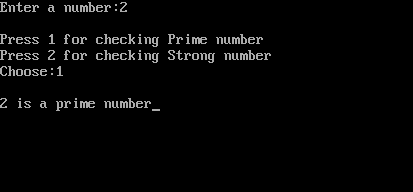 Enter a number:2
Press 1 for checking Prime number
Press 2 for checking Strong number
Choose:1
2 is a prime number_